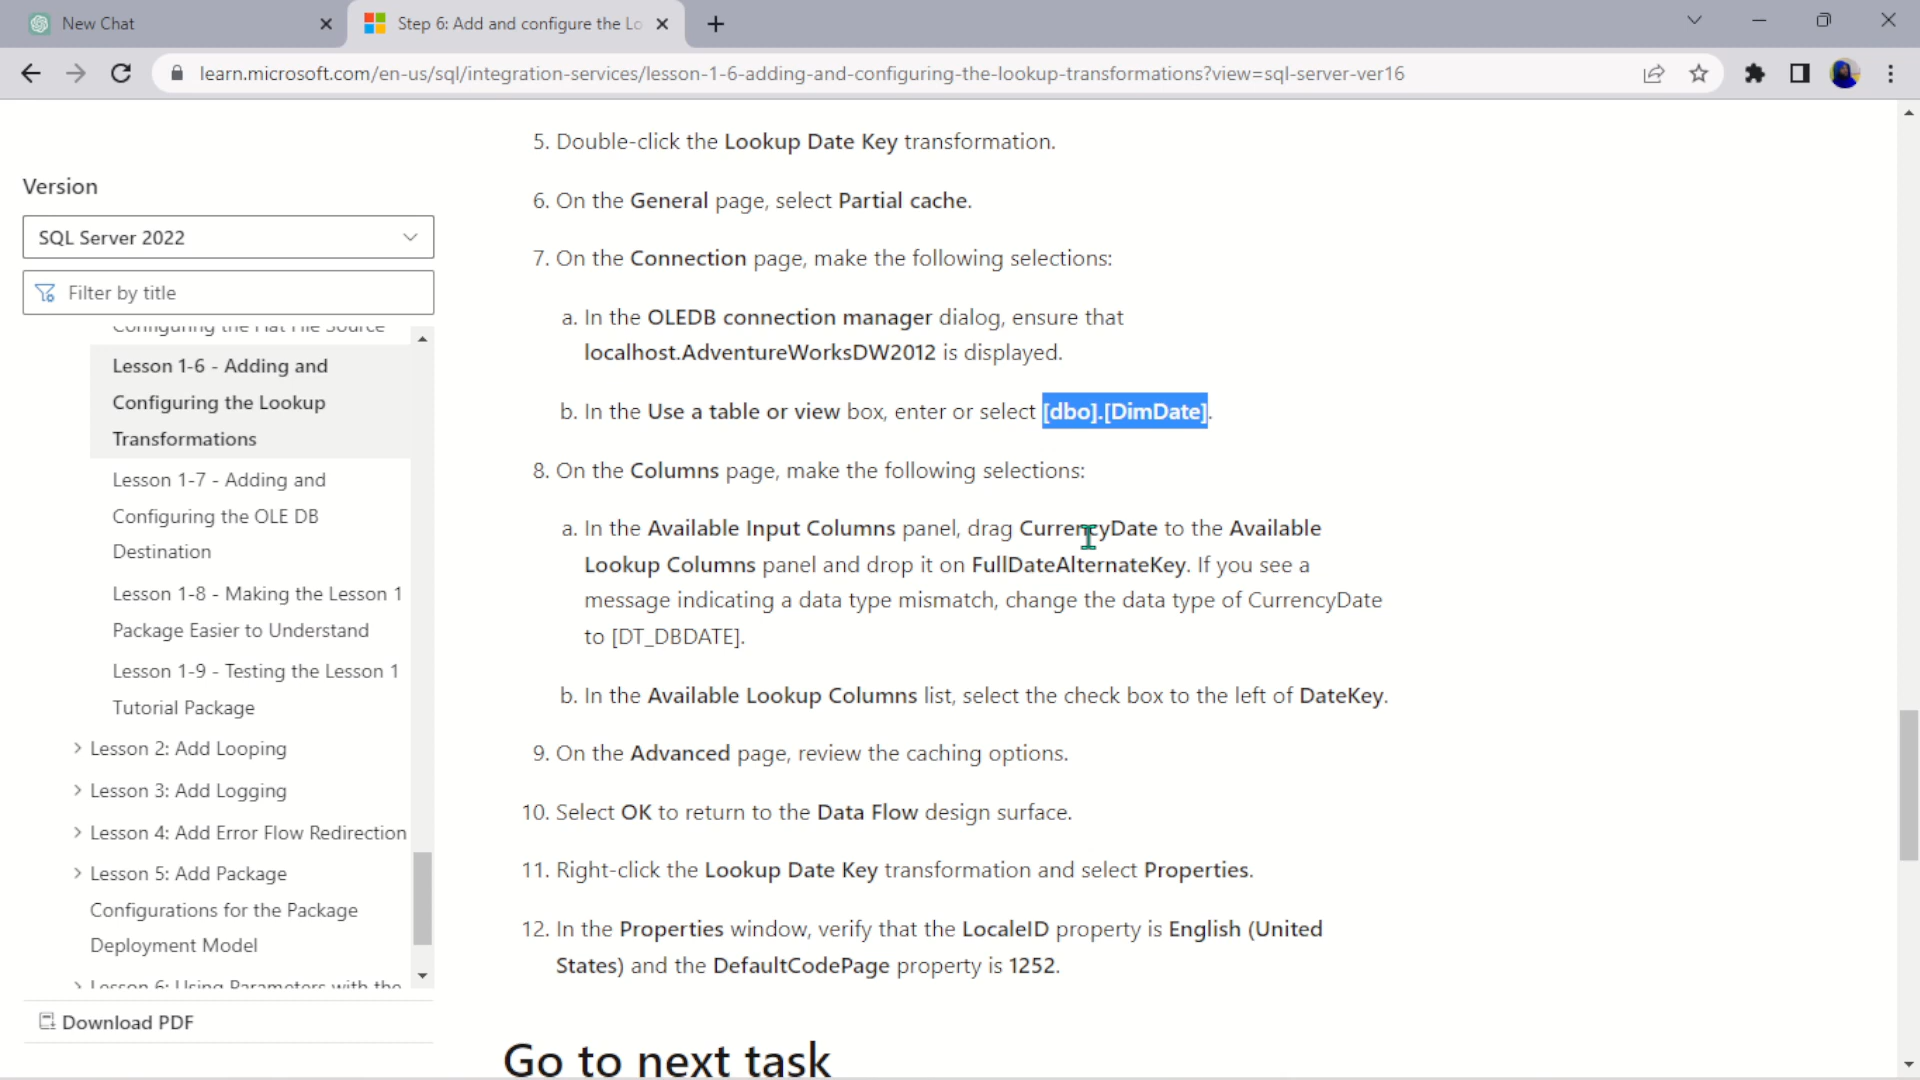 New Chat
Step 6: Add and configure the Lo
learn.microsoft.com/en-us/sql/integration-services/lesson-1-6-adding-and-configuring-the-lookup-transformations?view=sql-server-ver16
Version
SQL Server 2022
Filter by title
Configuring the Flat File Source
Lesson 1-6 - Adding and
Configuring the Lookup
Transformations
Lesson 1-7 - Adding and
Configuring the OLE DB
Destination
Lesson 1-8 - Making the Lesson 1
Package Easier to Understand
Lesson 1-9 - Testing the Lesson 1
Tutorial Package
Lesson 2: Add Looping
Lesson 3: Add Logging
Lesson 4: Add Error Flow Redirection
Lesson 5: Add Package
Configurations for the Package
Deployment Model
Lesson 6: Using Parameters with the
Download PDF
5. Double-click the Lookup Date Key transformation.
6. On the General page, select Partial cache.
7. On the Connection page, make the following selections:
a. In the OLEDB connection manager dialog, ensure that
localhost.AdventureWorksDW2012 is displayed.
b. In the Use a table or view box, enter or select [dbo].[DimDate].
8. On the Columns page, make the following selections:
a. In the Available Input Columns panel, drag CurrencyDate to the Available
Lookup Columns panel and drop it on FullDateAlternateKey. If you see a
message indicating a data type mismatch, change the data type of CurrencyDate
to [DT_DBDATE].
b. In the Available Lookup Columns list, select the check box to the left of DateKey.
9. On the Advanced page, review the caching options.
10. Select OK to return to the Data Flow design surface.
11. Right-click the Lookup Date Key transformation and select Properties.
12. In the Properties window, verify that the LocaleID property is English (United
States) and the DefaultCodePage property is 1252.
Go to next task